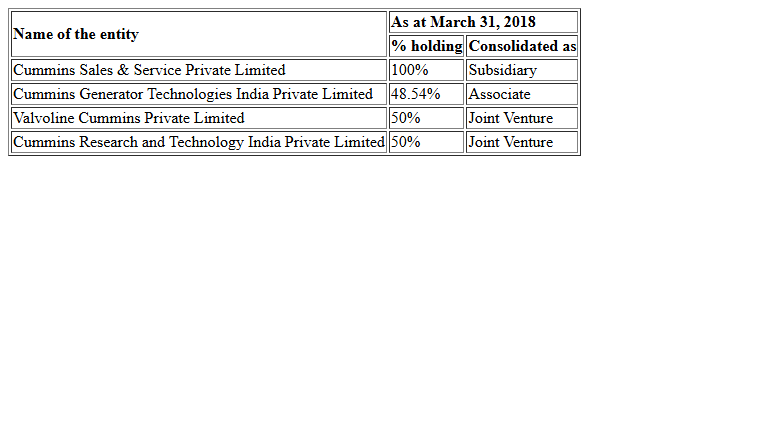 Name of the entity As at March 31, 2018
% holding Consolidated as
Cummins Sales & Service Private Limited 100% Subsidiary
Cummins Generator Technologies India Private Limited 48.54% Associate
Valvoline Cummins Private Limited 50% Joint Venture
Cummins Research and Technology India Private Limited 50% Joint Venture